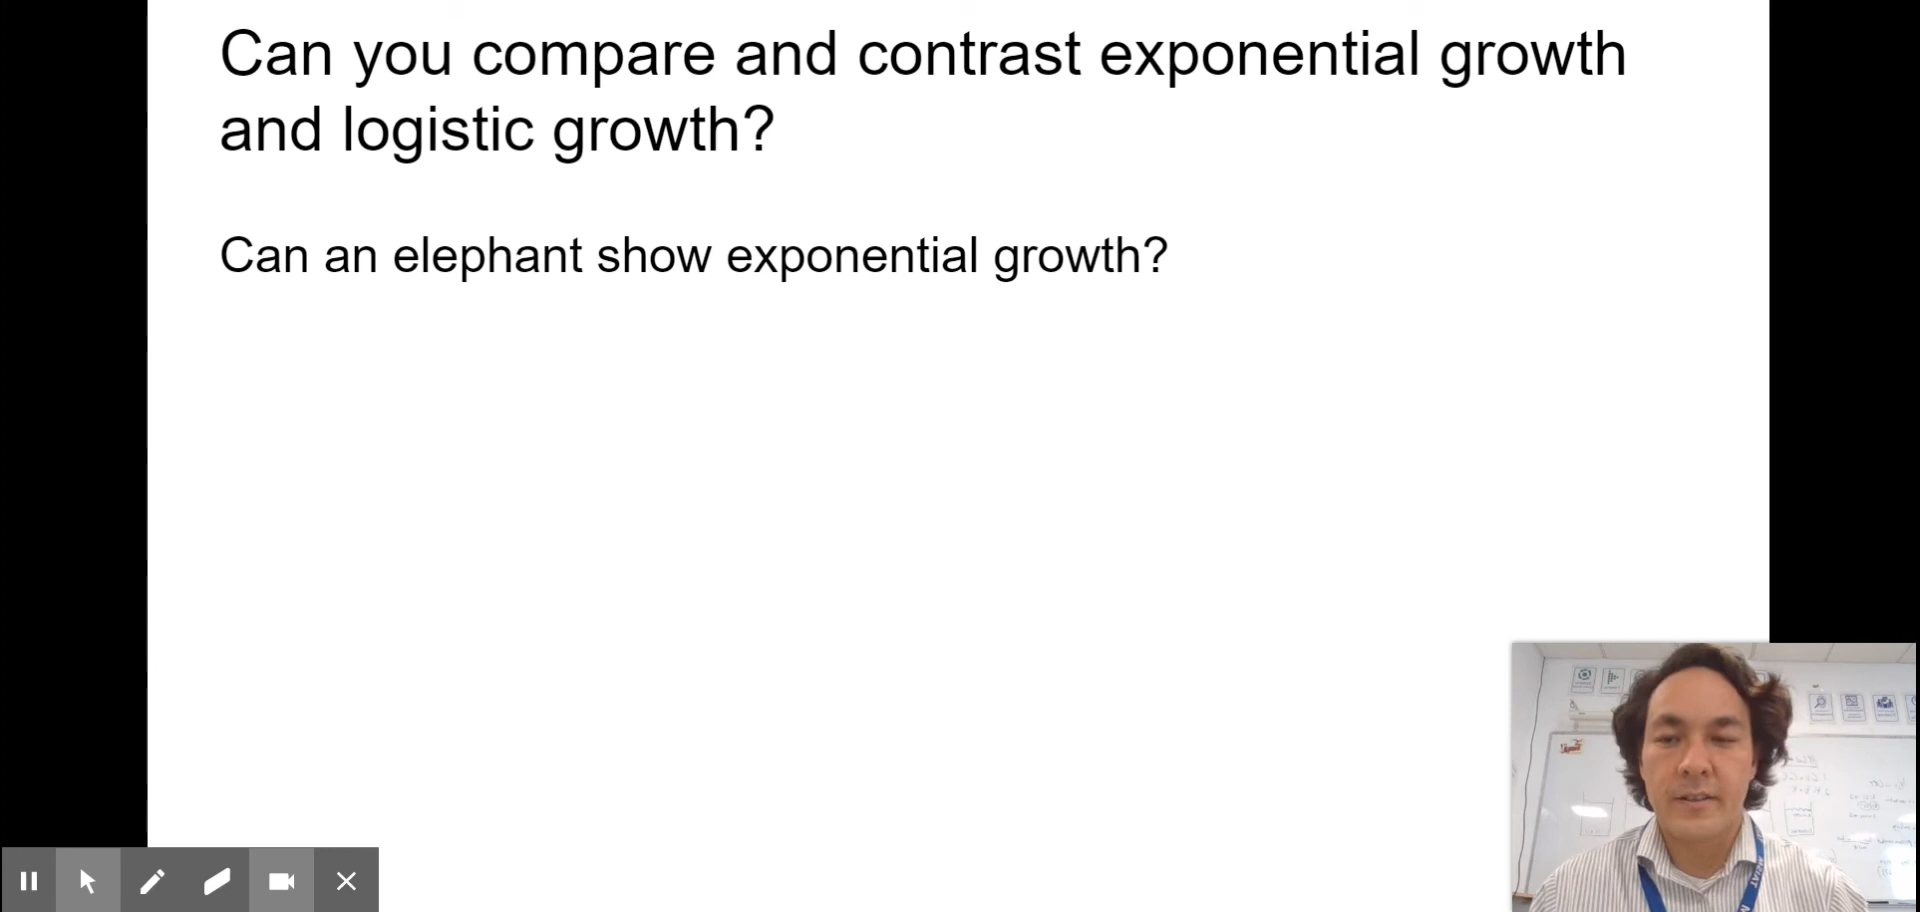 Can you compare and contrast exponential growth
and logistic growth?
Can an elephant show exponential growth?